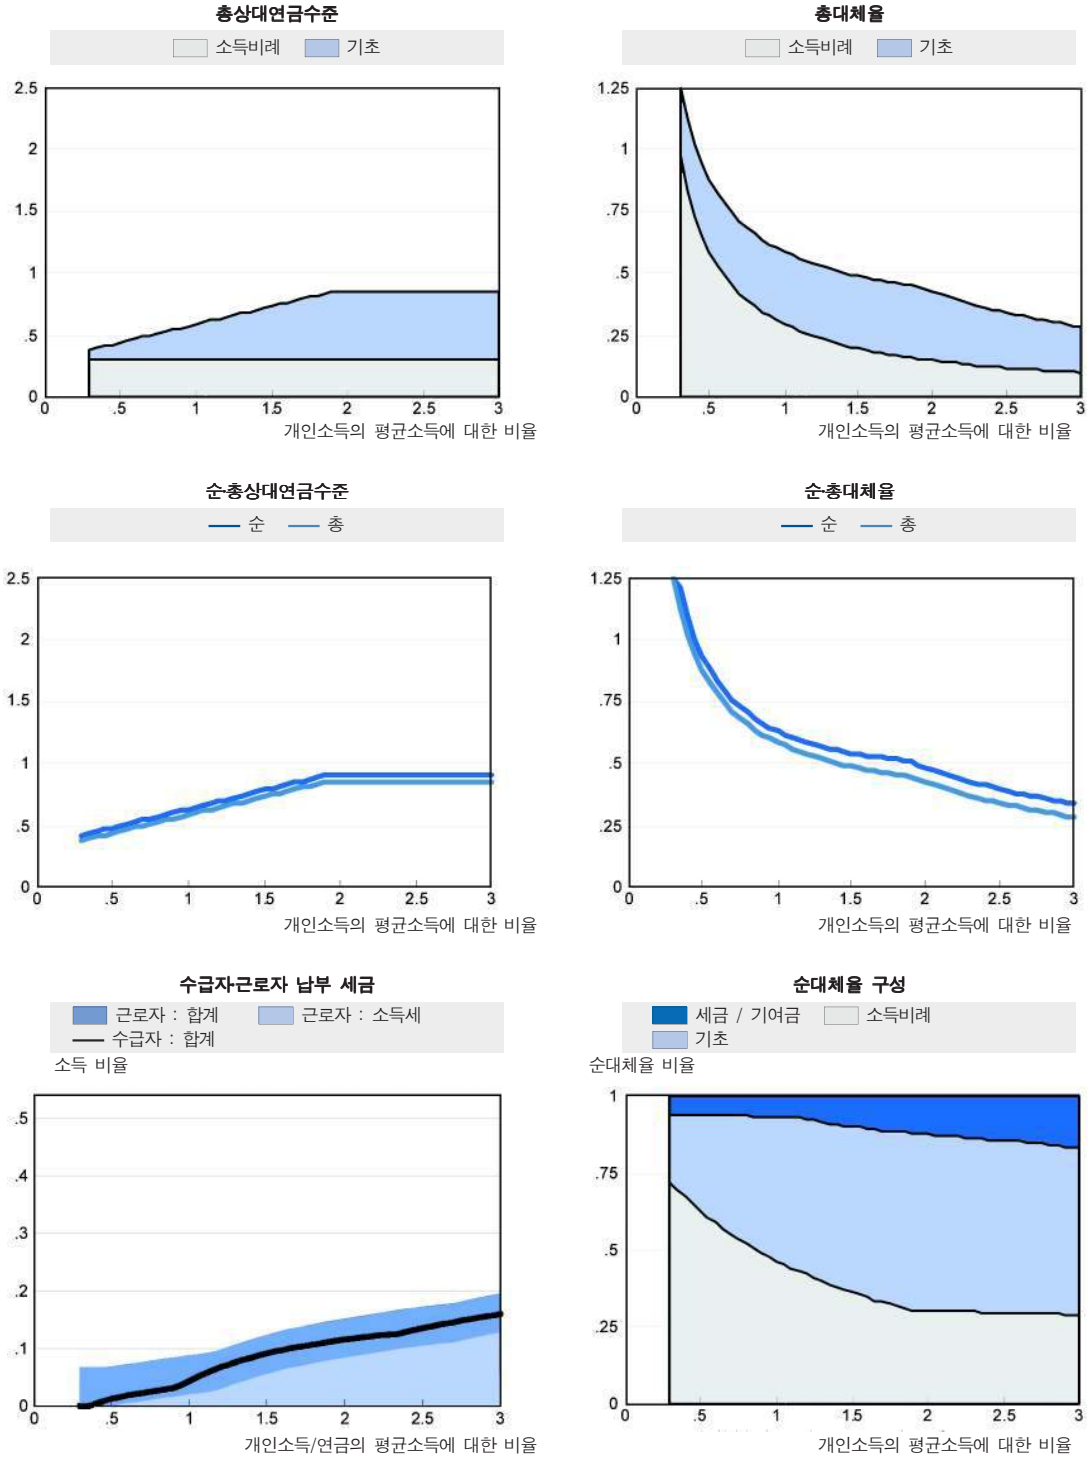 총상대연금수준
소득비례 기초
2.5
2
1.5
1
.5
0
0 .5 1 1.5 2 2.5 3
개인소득의 평균소득에 대한 비율
총대체율
소득비례 기초
1.25
1
.75
.5
.25
0
0 .5 1 1.5 2 2.5 3
개인소득의 평균소득에 대한 비율
순·총상대연금수준
순 총
2.5
2
1.5
1
.5
0
0 .5 1 1.5 2 2.5 3
개인소득의 평균소득에 대한 비율
순·총대체율
순 총
1.25
1
.75
.5
.25
0
0 .5 1 1.5 2 2.5 3
개인소득의 평균소득에 대한 비율
수급자·근로자 납부 세금
근로자 : 합계 근로자 : 소득세
수급자 : 합계
소득 비율
.5
.4
.3
.2
.1
0
0 .5 1 1.5 2 2.5 3
개인소득/연금의 평균소득에 대한 비율
순대체율 구성
세금 / 기여금 소득비례
기초
순대체율 비율
1
.75
.5
.25
0
0 .5 1 1.5 2 2.5 3
개인소득의 평균소득에 대한 비율